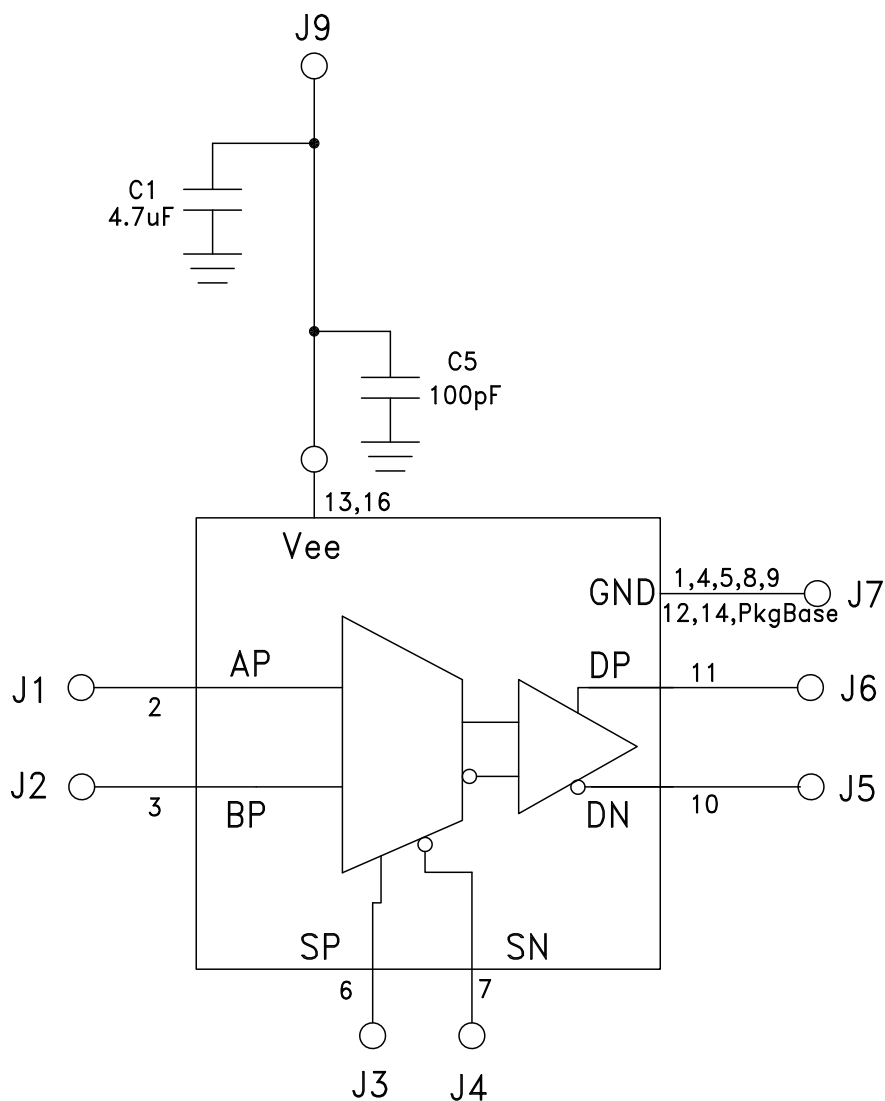 J9
C1
4.7uF
C5
100pF
13,16
Vee
GND
1,4,5,8,9
J7
12,14,PkgBase
AP
DP
11
J1
J6
2
J2
J5
3
BP
DN
10
SP
SN
6
7
J3
J4